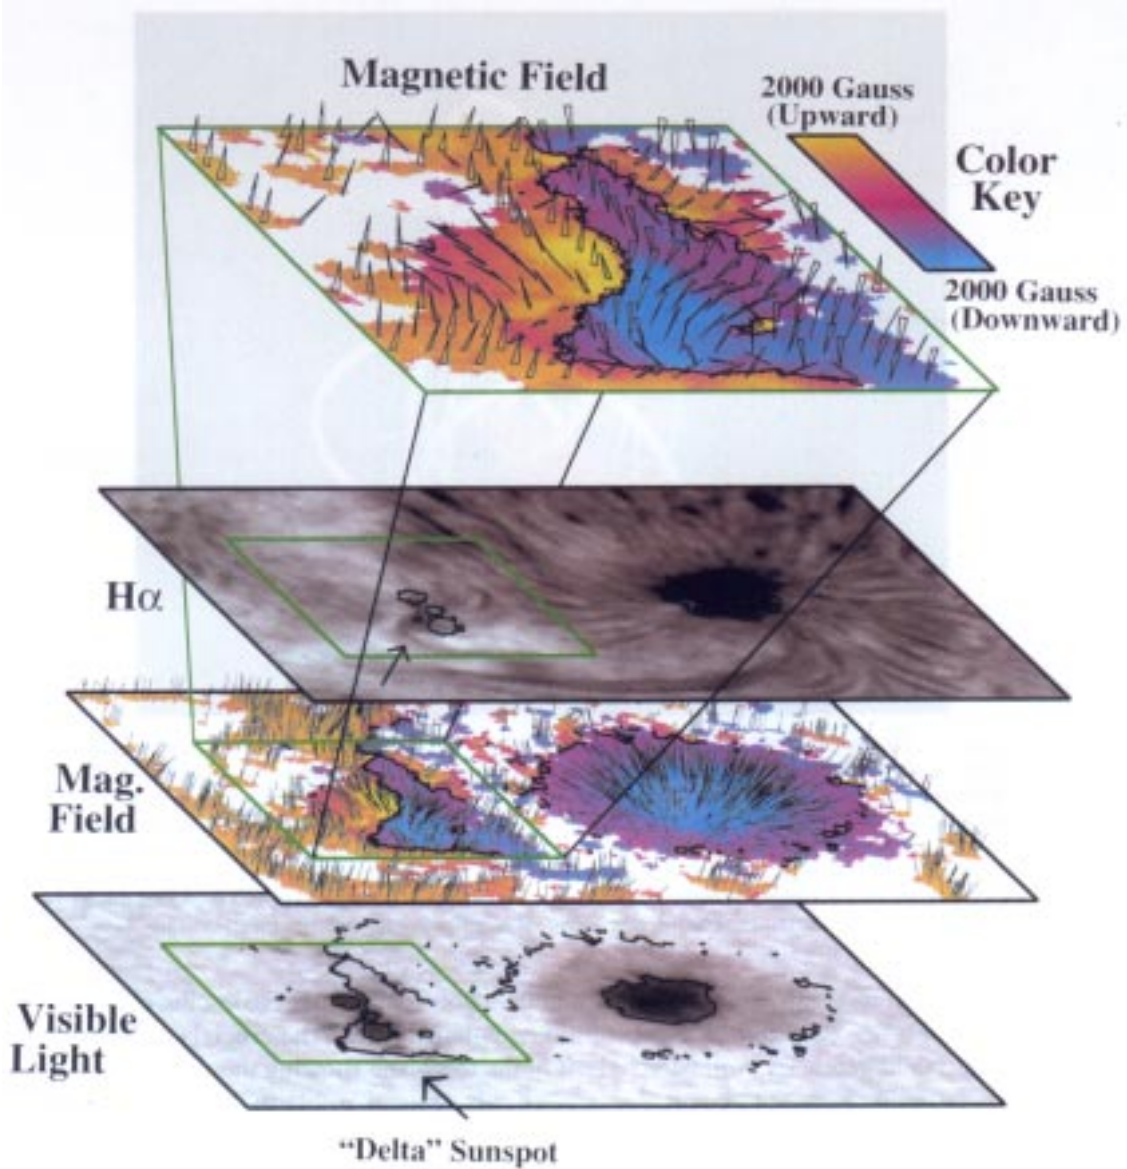 Magnetic Field
2000 Gauss
(Upward)
Color
Key
2000 Gauss
(Downward)
Hα
Mag.
Field
Visible
Light
“Delta” Sunspot